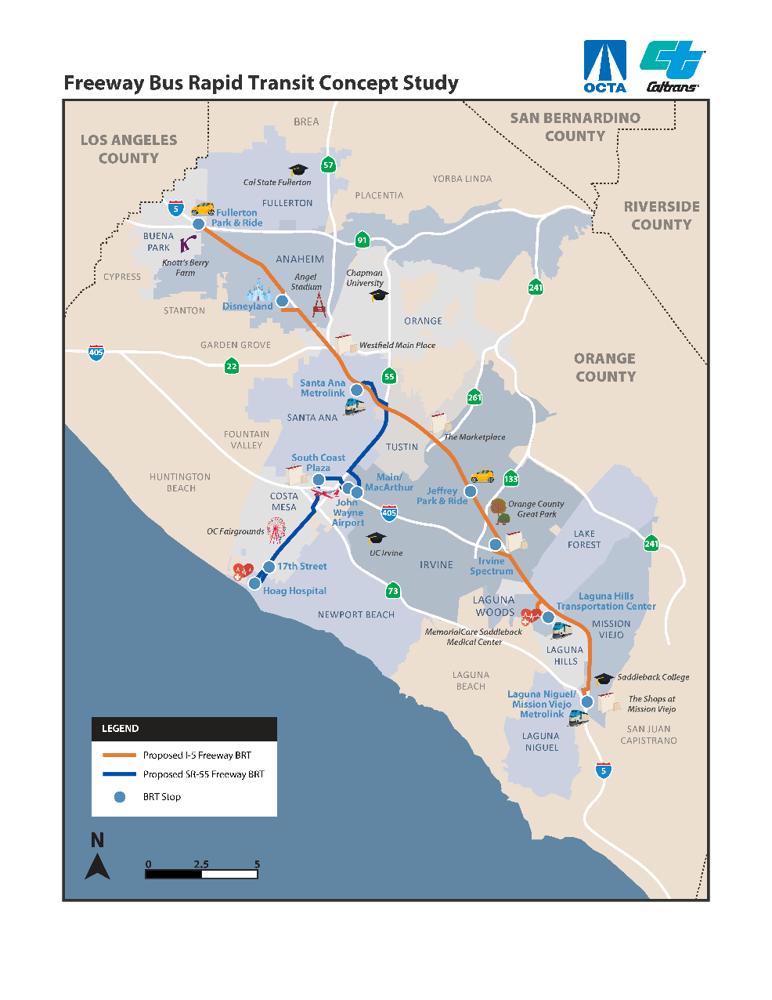 OCTA
Caltrans
Freeway Bus Rapid Transit Concept Study
SAN BERNARDINO
COUNTY
BREA
LOS ANGELES
COUNTY
57
Cal State Fullerton
YORBA LINDA
PLACENTIA
FULLERTON
RIVERSIDE
COUNTY
5
Fullerton
Park & Ride
BUENA
PARK
91
ANAHEIM
Knott's Berry
Farm
CYPRESS
Angel
Stadium
Chapman
University
241
Disneyland
STANTON
ORANGE
GARDEN GROVE
Westfield Main Place
405
22
ORANGE
COUNTY
55
Santa Ana
Metrolink
261
SANTA ANA
The Marketplace
FOUNTAIN
VALLEY
TUSTIN
South Coast
Plaza
HUNTINGTON
BEACH
Main/
MacArthur
133
Jeffrey
Park & Ride
COSTA
MESA
John
Wayne
Airport
405
Orange County
Great Park
OC Fairgrounds
UC Irvine
LAKE
FOREST
241
17th Street
IRVINE
Irvine
Spectrum
Hoag Hospital
73
LAGUNA
WOODS
Laguna Hills
Transportation Center
NEWPORT BEACH
MISSION
VIEJO
MemorialCare Saddleback
Medical Center
LAGUNA
HILLS
LAGUNA
BEACH
Saddleback College
Laguna Niguel/
Mission Viejo
Metrolink
The Shops at
Mission Viejo
SAN JUAN
CAPISTRANO
LAGUNA
NIGUEL
5
LEGEND
Proposed I-5 Freeway BRT
Proposed SR-55 Freeway BRT
BRT Stop
N
0 2.5 5